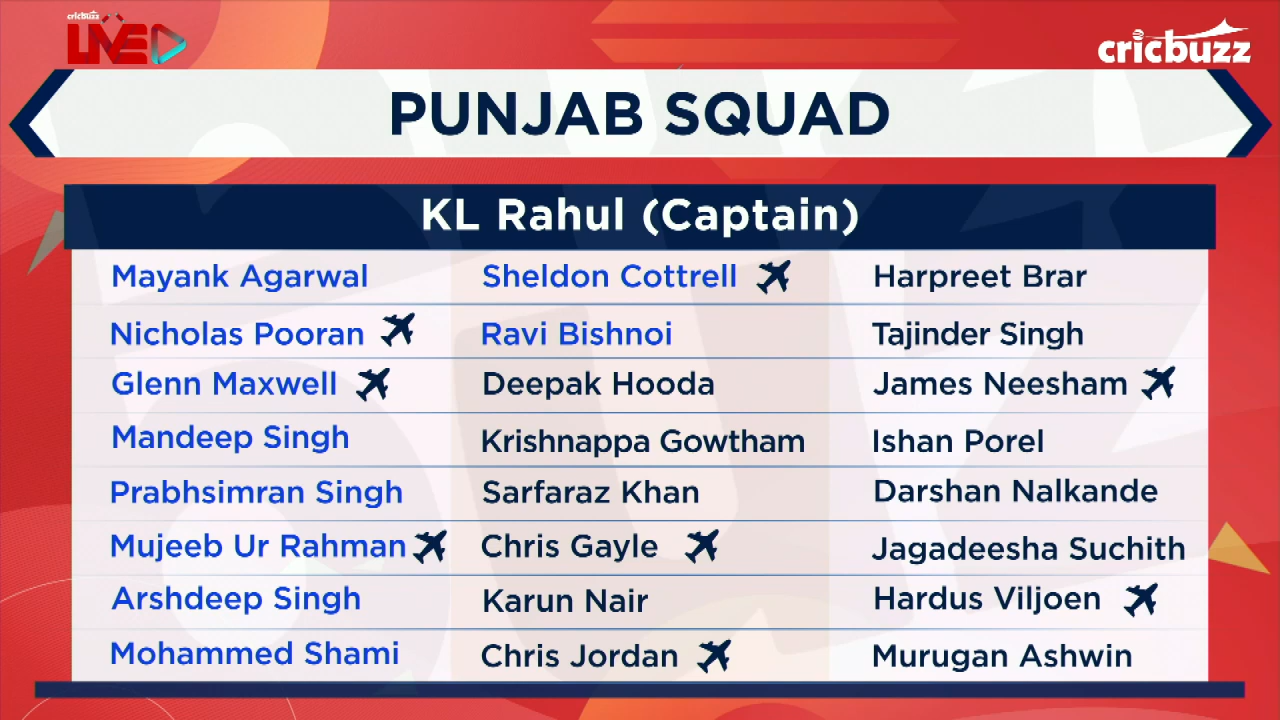 cricbuzz
LIVE
cricbuzz
PUNJAB SQUAD
KL Rahul (Captain)
Mayank Agarwal
Nicholas Pooran
Glenn Maxwell
Mandeep Singh
Prabhsimran Singh
Mujeeb Ur Rahman
Arshdeep Singh
Mohammed Shami
Sheldon Cottrell
Ravi Bishnoi
Deepak Hooda
Krishnappa Gowtham
Sarfaraz Khan
Chris Gayle
Karun Nair
Chris Jordan
Harpreet Brar
Tajinder Singh
James Neesham
Ishan Porel
Darshan Nalkande
Jagadeesha Suchith
Hardus Viljoen
Murugan Ashwin